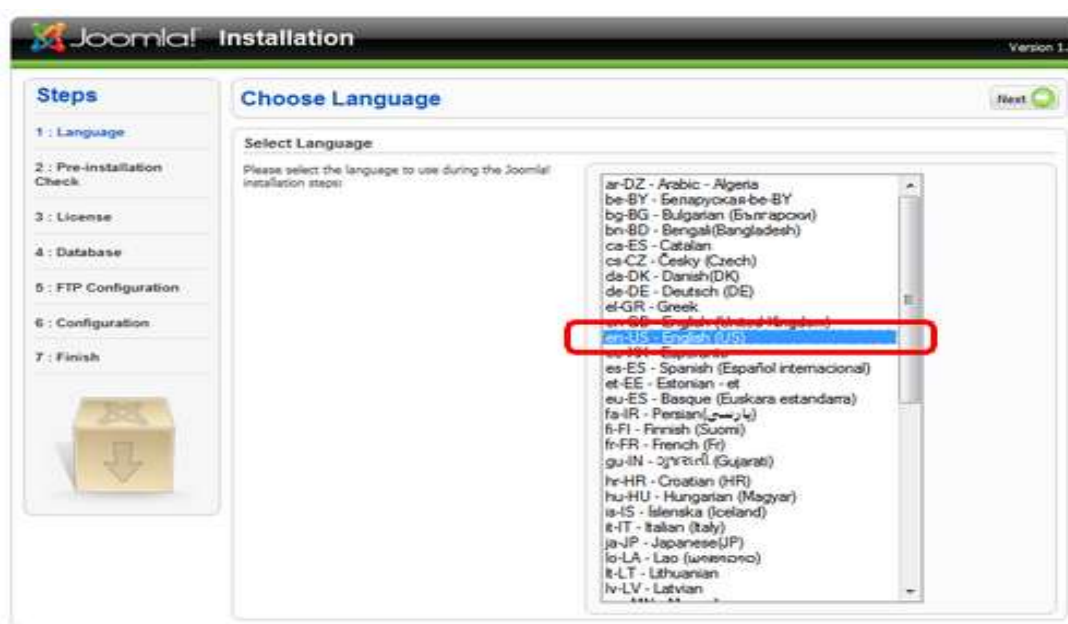 Joomla! Installation
Version 1.
Steps
1 : Language
2 : Pre-installation
Check
3 : License
4 : Database
5 : FTP Configuration
6 : Configuration
7 : Finish
Choose Language
Next
Select Language
Please select the language to use during the Joomla!
installation steps:
ar-DZ - Arabic - Algeria
be-BY - Беларуская-be-BY
bg-BG - Bulgarian (Български)
bn-BD - Bengali(Bangladesh)
ca-ES - Catalan
cs-CZ - Česky (Czech)
da-DK - Danish(DK)
de-DE - Deutsch (DE)
el-GR - Greek
en-GB - English (United Kingdom)
en-US - English (US)
Esperanto
es-ES - Spanish (Español internacional)
et-EE - Estonian - et
eu-ES - Basque (Euskara estandarra)
fa-IR - Persian(پارسی)
fi-FI - Finnish (Suomi)
fr-FR - French (Fr)
gu-IN - ગુજરાતી (Gujarati)
hr-HR - Croatian (HR)
hu-HU - Hungarian (Magyar)
is-IS - Íslenska (Iceland)
it-IT - Italian (Italy)
ja-JP - Japanese(JP)
lo-LA - Lao
lt-LT - Lithuanian
lv-LV - Latvian